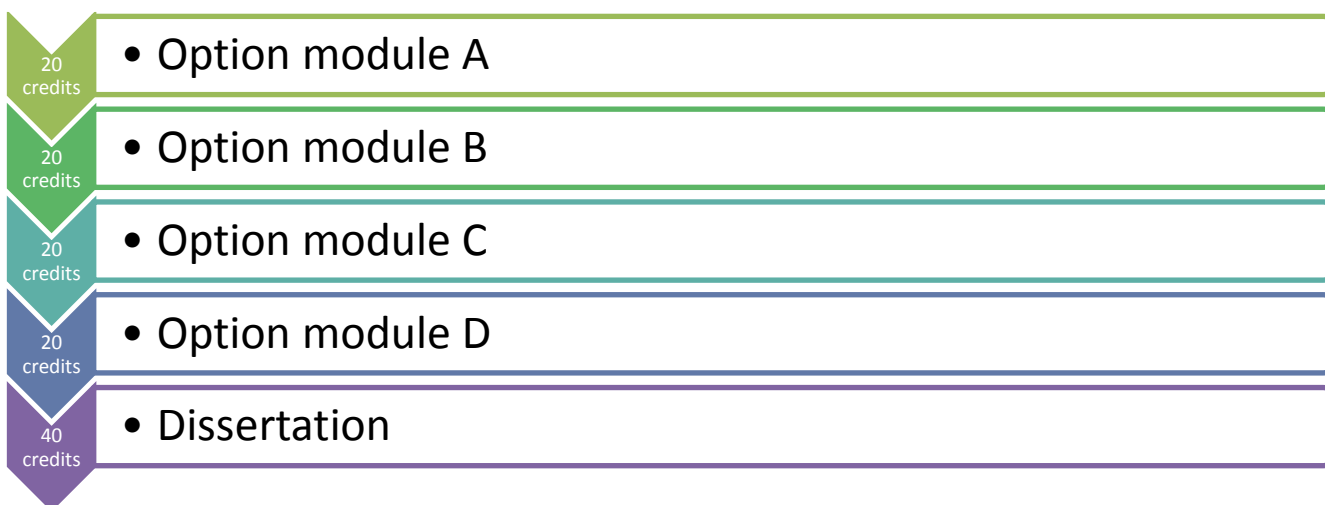 20
credits
• Option module A
20
credits
• Option module B
20
credits
• Option module C
20
credits
• Option module D
40
credits
• Dissertation